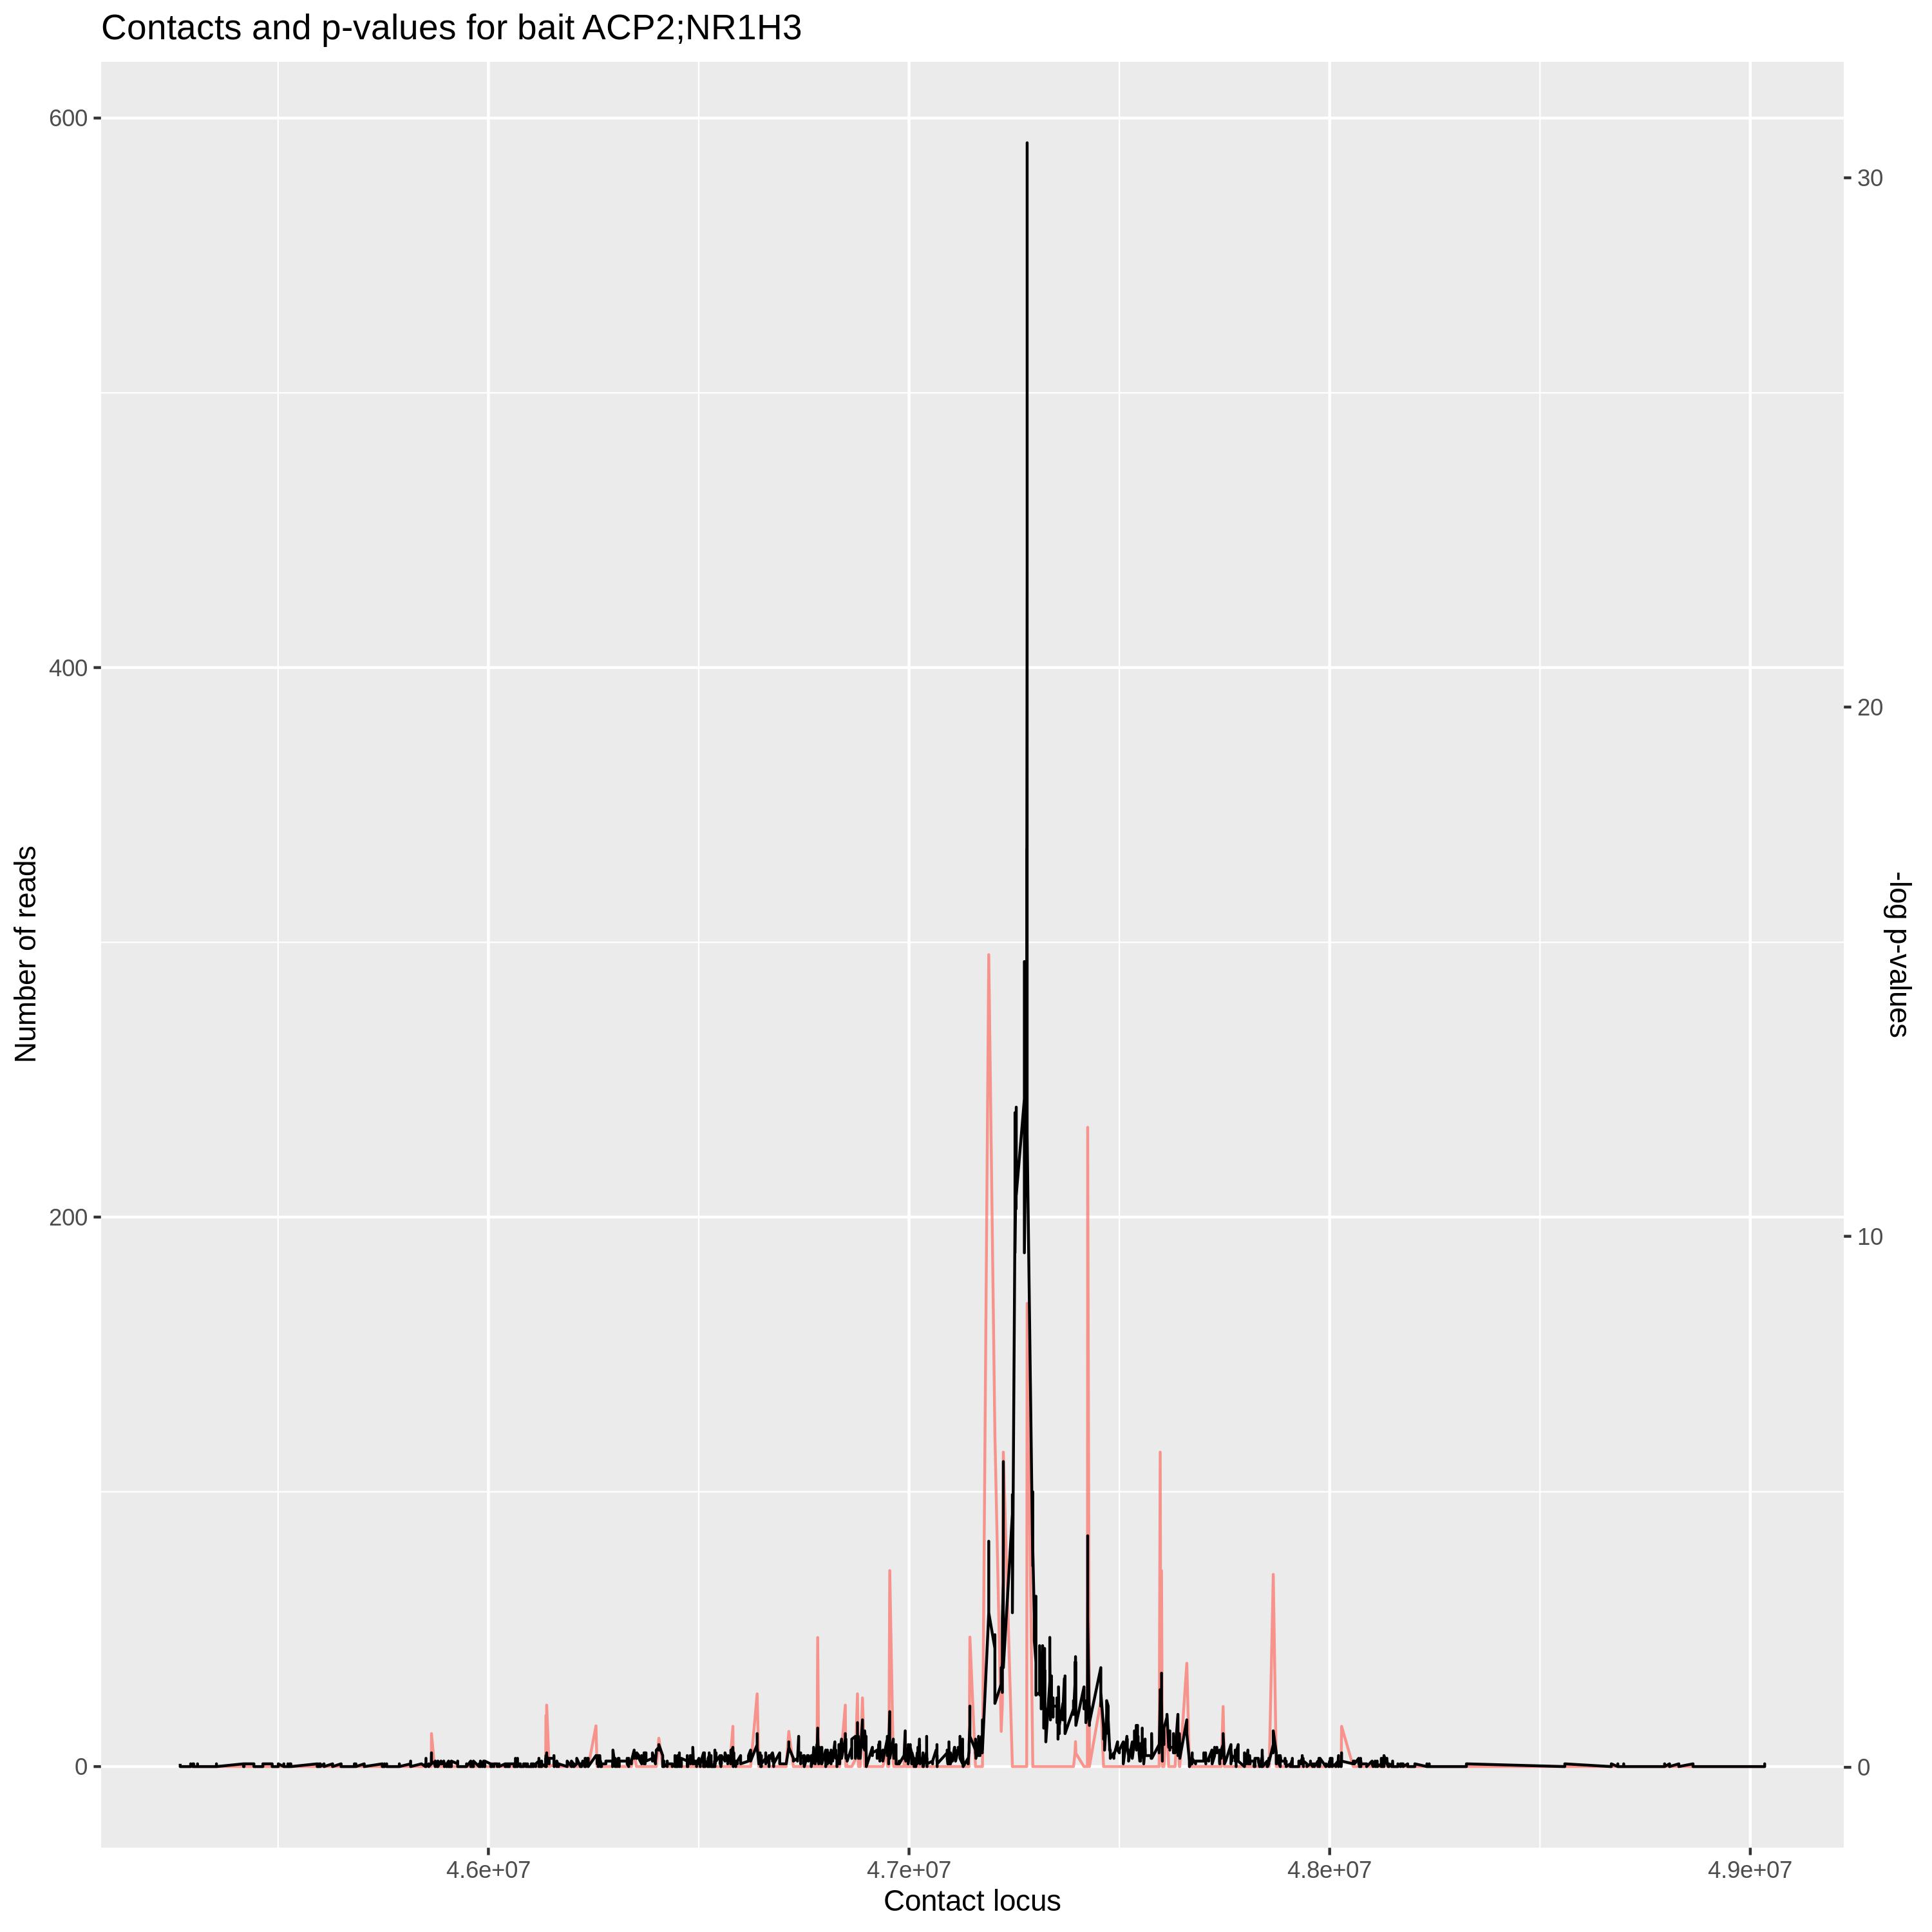 Contacts and p-values for bait ACP2;NR1H3
600
400
200
0
Number of reads
30
20
10
0
-log p-values
4.6e+07
4.7e+07
4.8e+07
4.9e+07
Contact locus